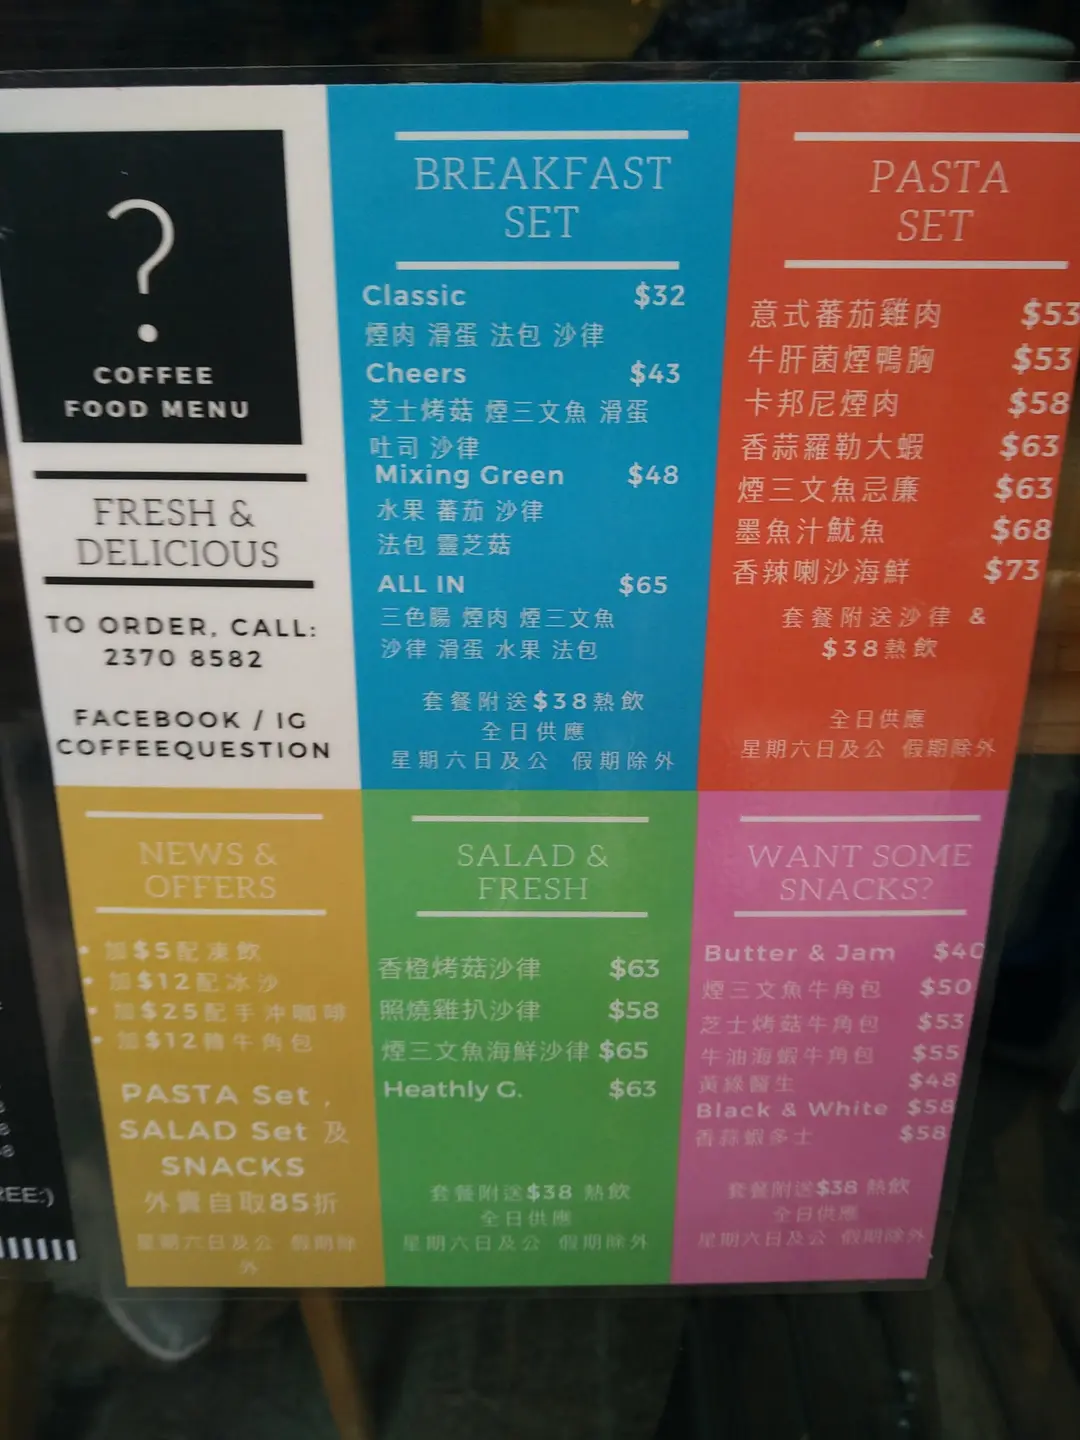 ?
COFFEE
FOOD MENU
FRESH &
DELICIOUS
TO ORDER, CALL:
2370 8582
FACEBOOK / IG
COFFEEQUESTION
BREAKFAST
SET
Classic $32
煙肉 滑蛋 法包 沙律
Cheers $43
芝士烤菇 煙三文魚 滑蛋
吐司 沙律
Mixing Green $48
水果 蕃茄 沙律
法包 靈芝菇
ALL IN $65
三色腸 煙肉 煙三文魚
沙律 滑蛋 水果 法包
套餐附送$38熱飲
全日供應
星期六日及公 假期除外
PASTA
SET
意式蕃茄雞肉 $53
牛肝菌煙鴨胸 $53
卡邦尼煙肉 $58
香蒜羅勒大蝦 $63
煙三文魚忌廉 $63
墨魚汁魷魚 $68
香辣喇沙海鮮 $73
套餐附送沙律 &
$38熱飲
全日供應
星期六日及公 假期除外
NEWS &
OFFERS
• 加$5配凍飲
• 加$12配冰沙
• 加$25配手沖咖啡
• 加$12轉牛角包
PASTA Set ,
SALAD Set 及
SNACKS
外賣自取85折
星期六日及公 假期除
外
SALAD &
FRESH
香橙烤菇沙律 $63
照燒雞扒沙律 $58
煙三文魚海鮮沙律 $65
Heathly G. $63
套餐附送$38 熱飲
全日供應
星期六日及公 假期除外
WANT SOME
SNACKS?
Butter & Jam $40
煙三文魚牛角包 $50
芝士烤菇牛角包 $53
牛油海蝦牛角包 $55
黃綠醫生 $48
Black & White $58
香蒜蝦多士 $58
套餐附送$38 熱飲
全日供應
星期六日及公 假期除外
REE:)